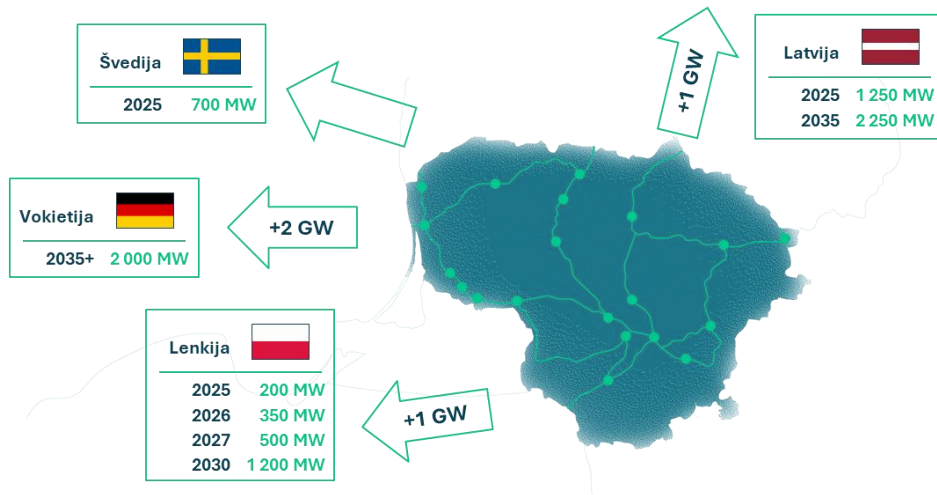 Švedija
2025 700 MW
+1 GW
Latvija
2025 1 250 MW
2035 2 250 MW
Vokietija
2035+ 2 000 MW
+2 GW
Lenkija
2025 200 MW
2026 350 MW
2027 500 MW
2030 1 200 MW
+1 GW